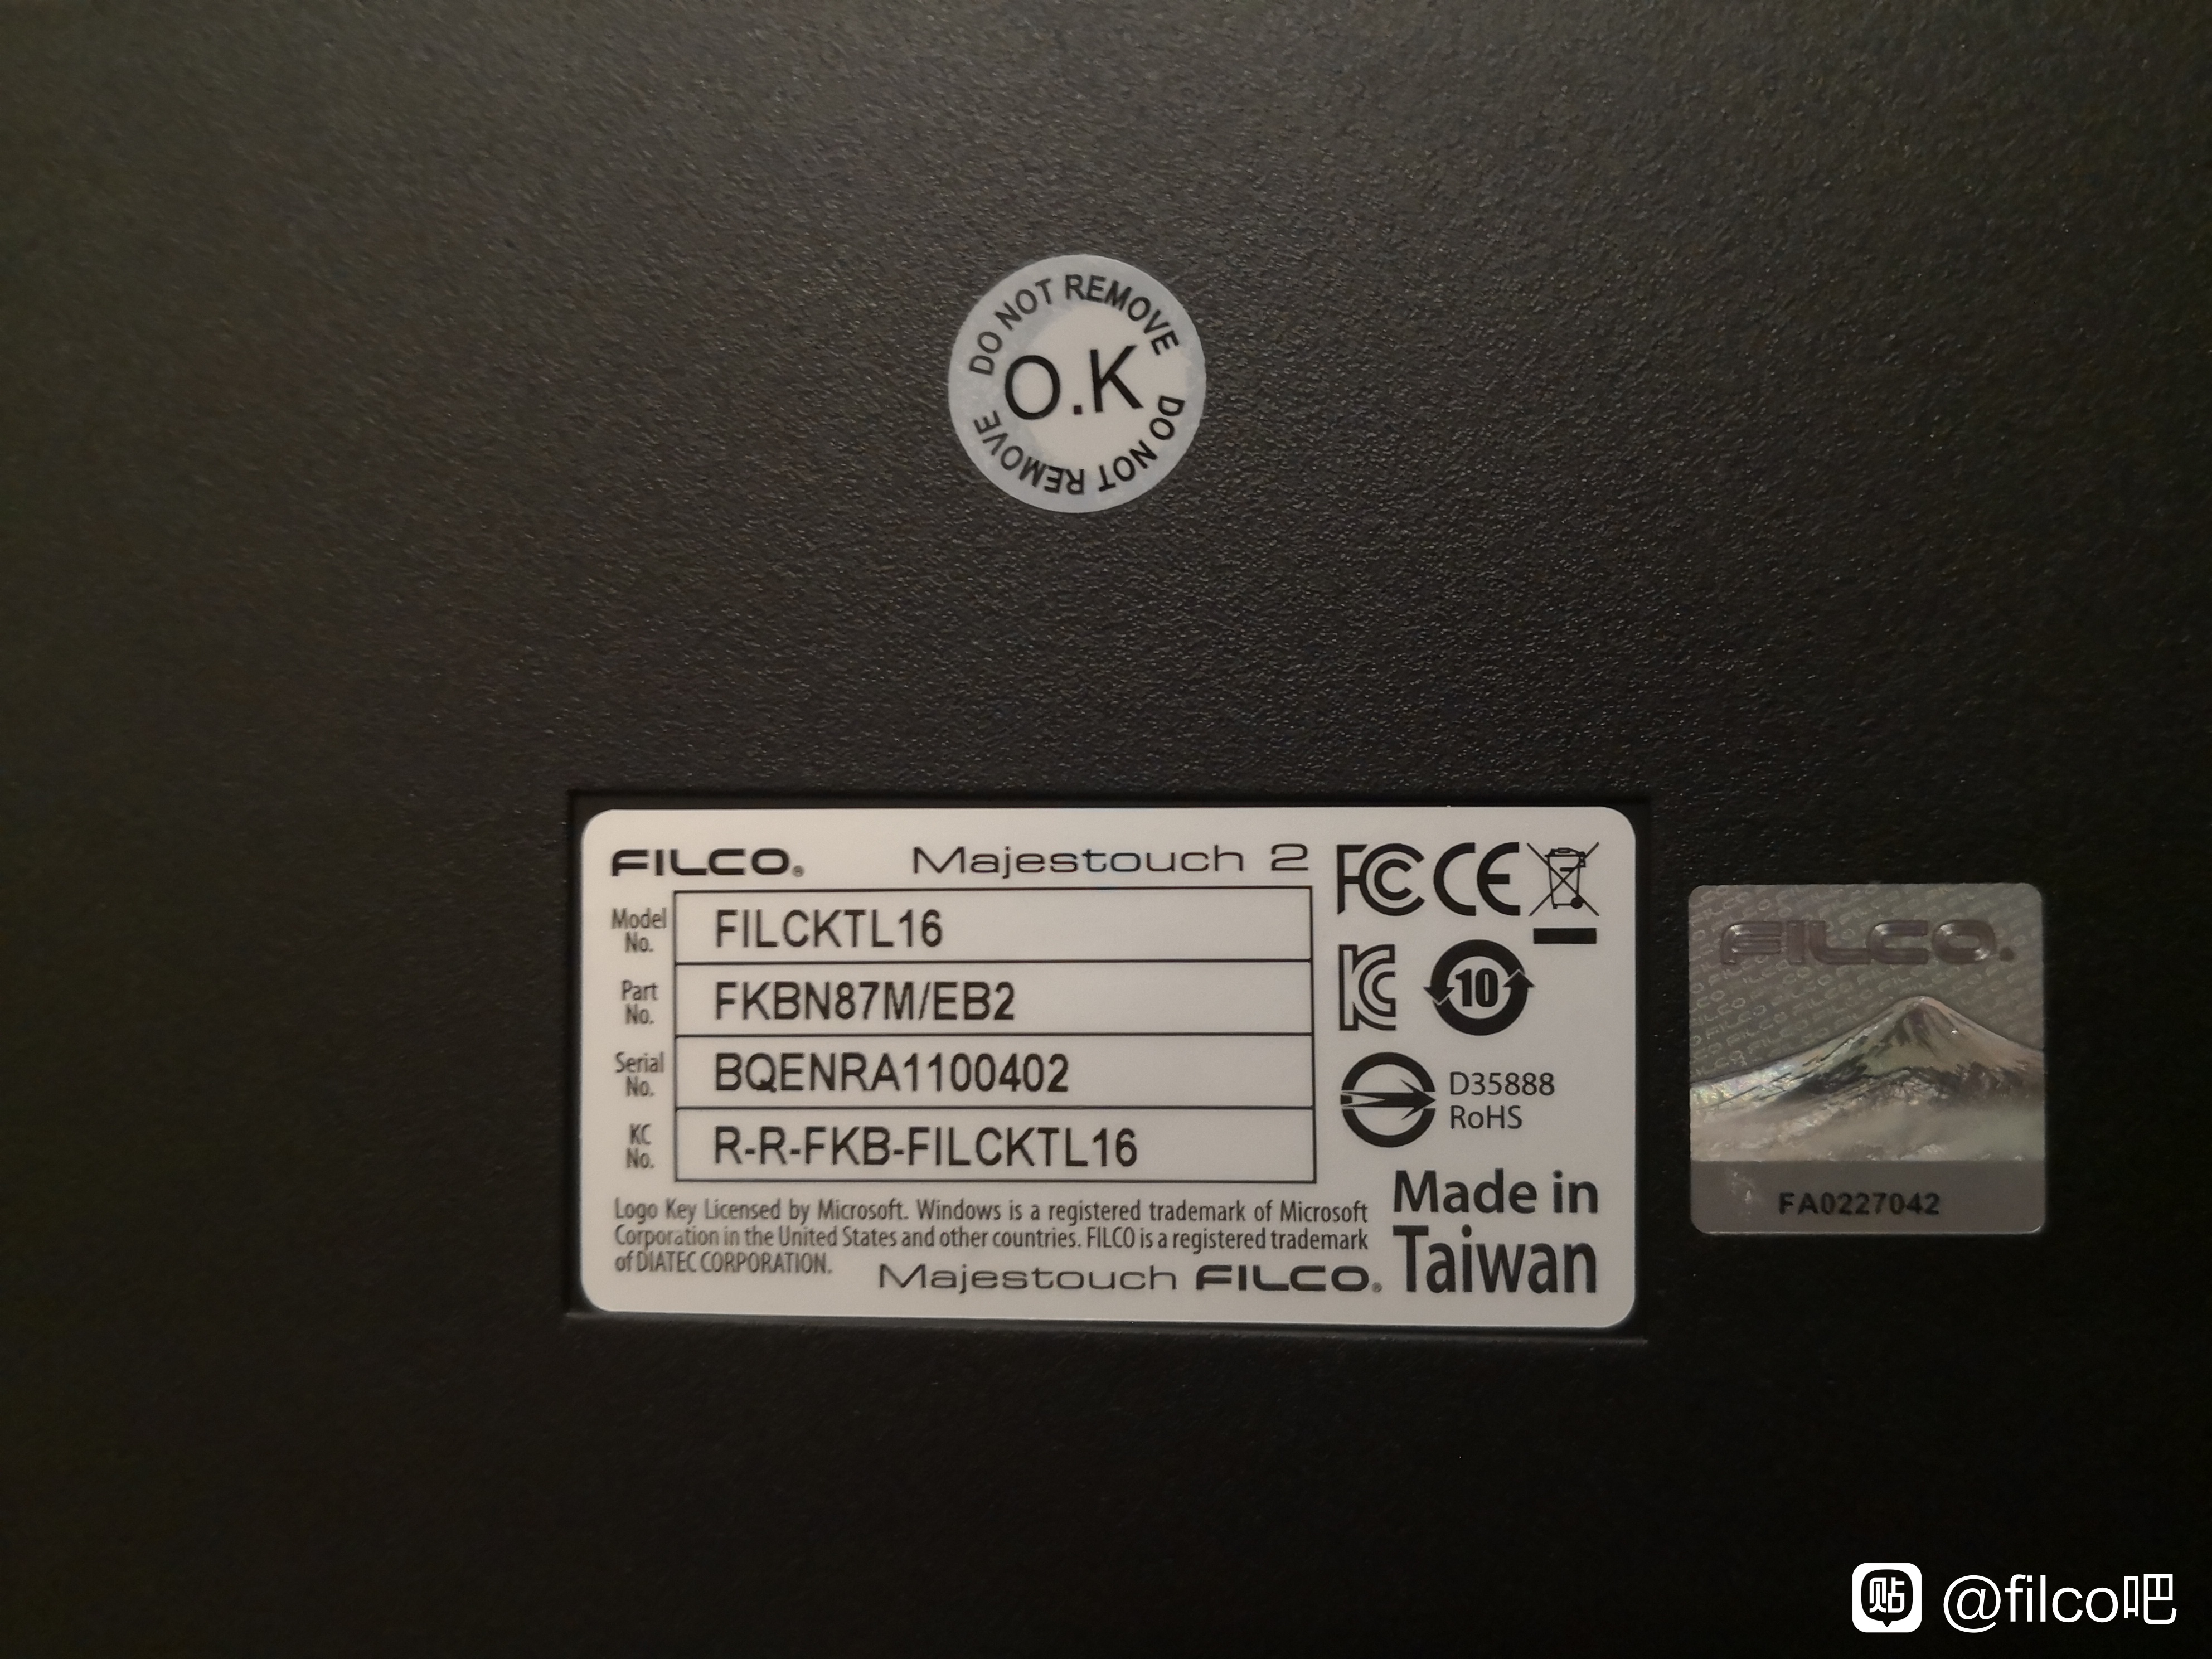 DO NOT REMOVE
O.K
DO NOT REMOVE
FILCO® Majestouch 2
Model No. FILCKTL16
Part No. FKBN87M/EB2
Serial No. BQENRA1100402
KC No. R-R-FKB-FILCKTL16
Logo Key Licensed by Microsoft. Windows is a registered trademark of Microsoft
Corporation in the United States and other countries. FILCO is a registered trademark
of DIATEC CORPORATION.
Majestouch FILCO®
FC CE
KC 10
D35888
RoHS
Made in
Taiwan
FILCO.
FA0227042
贴 @filco吧